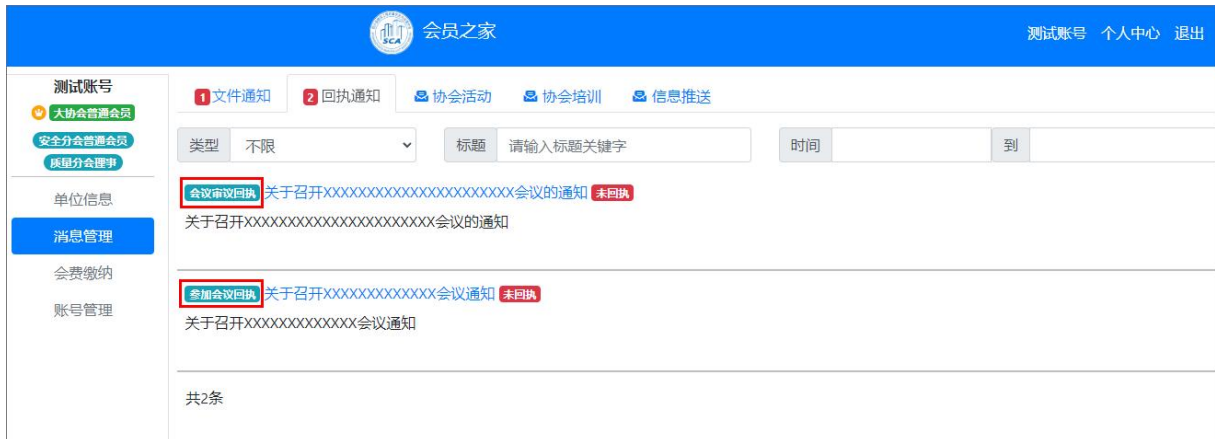 SCA
会员之家
测试账号 个人中心 退出
测试账号
大协会普通会员
安全分会普通会员
质量分会理事
单位信息
消息管理
会费缴纳
账号管理
1 文件通知 2 回执通知 协会活动 协会培训 信息推送
类型 不限 标题 请输入标题关键字 时间 到
会议审议回执 关于召开XXXXXXXXXXXXXXXXXXXXXX会议的通知 未回执
关于召开XXXXXXXXXXXXXXXXXXXXXX会议的通知
参加会议回执 关于召开XXXXXXXXXXXXX会议通知 未回执
关于召开XXXXXXXXXXXXX会议通知
共2条